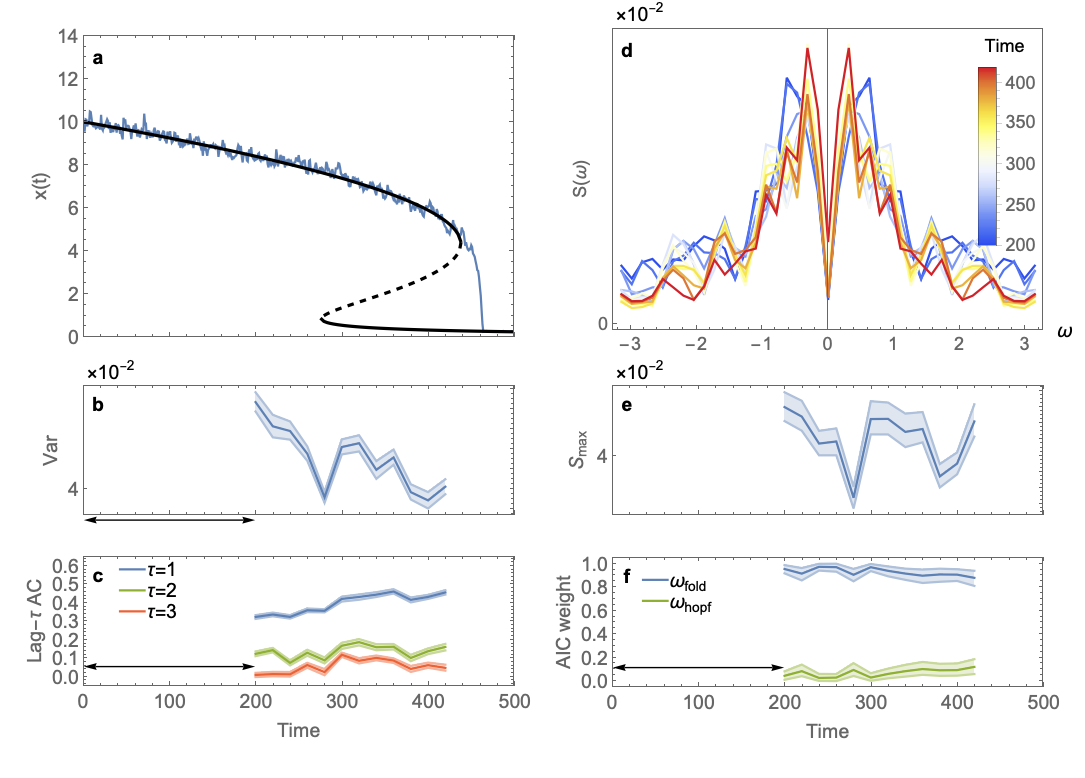 a
14
12
10
8
6
4
2
0
x(t)
×10−2
d
Time
400
350
300
250
200
S(ω)
0
−3 −2 −1 0 1 2 3 ω
×10−2
b
Var
4
×10−2
e
Smax
4
c
τ=1
τ=2
τ=3
0.6
0.5
0.4
0.3
0.2
0.1
0.0
Lag−τ AC
0 100 200 300 400 500
Time
f
ωfold
ωhopf
1.0
0.8
0.6
0.4
0.2
0.0
AIC weight
0 100 200 300 400 500
Time